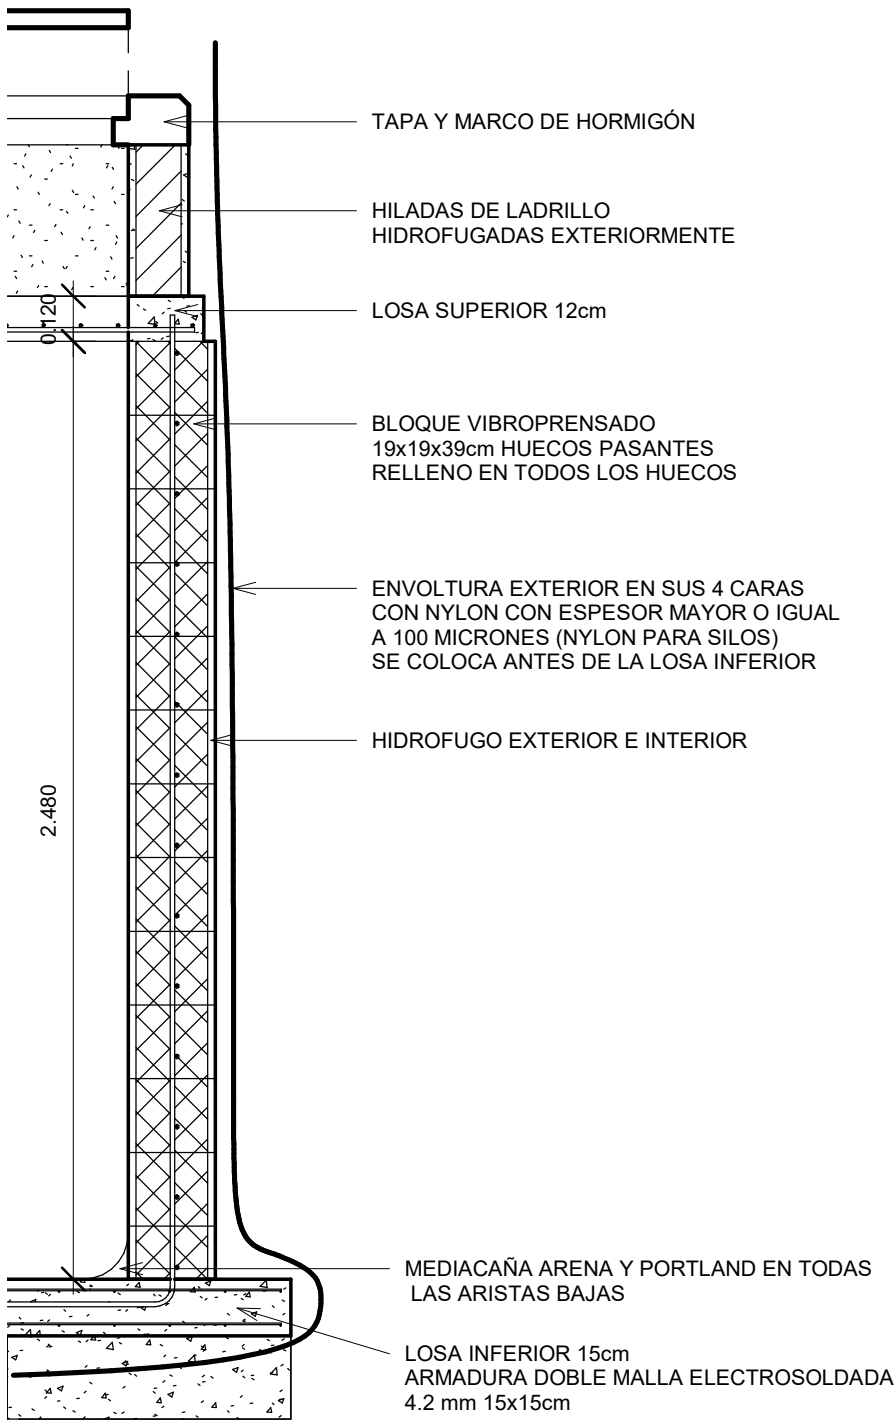 TAPA Y MARCO DE HORMIGÓN
HILADAS DE LADRILLO
HIDROFUGADAS EXTERIORMENTE
0.120
LOSA SUPERIOR 12cm
BLOQUE VIBROPRENSADO
19x19x39cm HUECOS PASANTES
RELLENO EN TODOS LOS HUECOS
ENVOLTURA EXTERIOR EN SUS 4 CARAS
CON NYLON CON ESPESOR MAYOR O IGUAL
A 100 MICRONES (NYLON PARA SILOS)
SE COLOCA ANTES DE LA LOSA INFERIOR
HIDROFUGO EXTERIOR E INTERIOR
2.480
MEDIACAÑA ARENA Y PORTLAND EN TODAS
LAS ARISTAS BAJAS
LOSA INFERIOR 15cm
ARMADURA DOBLE MALLA ELECTROSOLDADA
4.2 mm 15x15cm